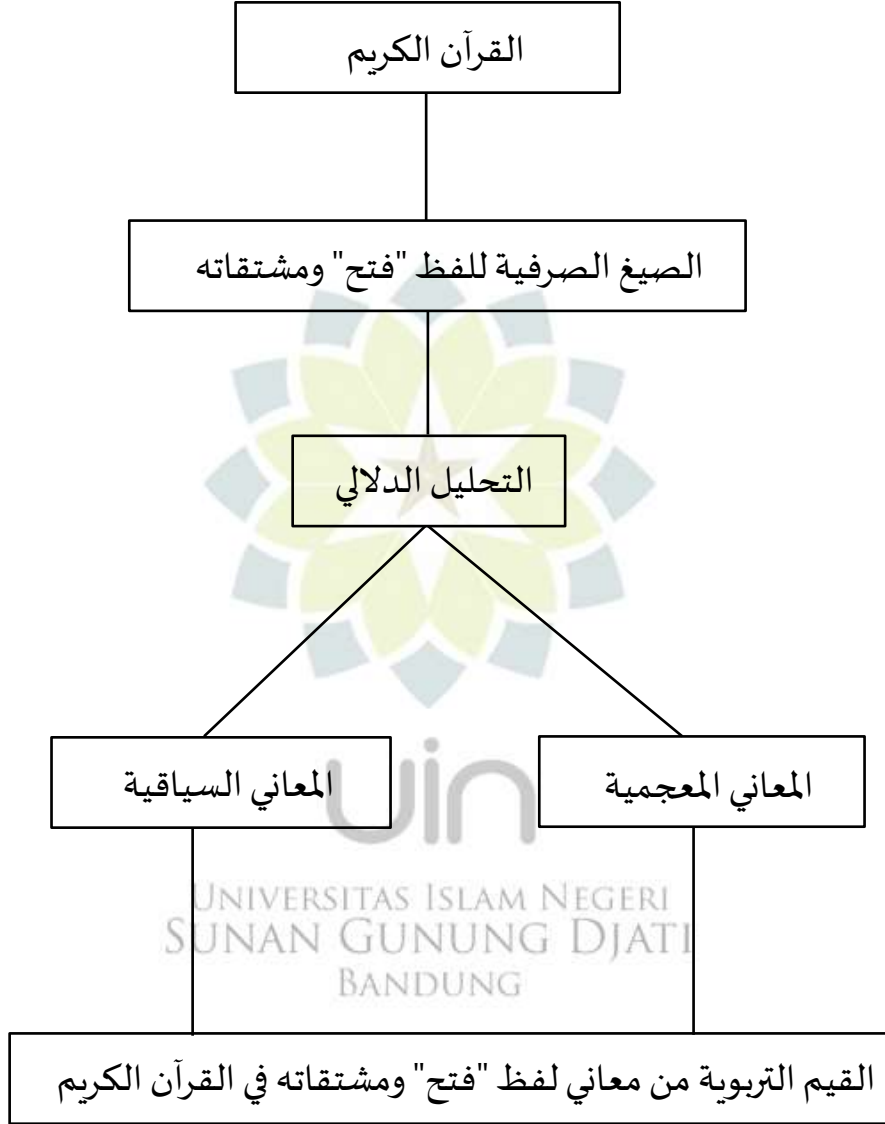 القرآن الكريم
الصيغ الصرفية للفظ "فتح" ومشتقاته
التحليل الدلالي
المعاني المعجمية
المعاني السياقية
uin
UNIVERSITAS ISLAM NEGERI
SUNAN GUNUNG DJATI
BANDUNG
القيم التربوية من معاني لفظ "فتح" ومشتقاته في القرآن الكريم